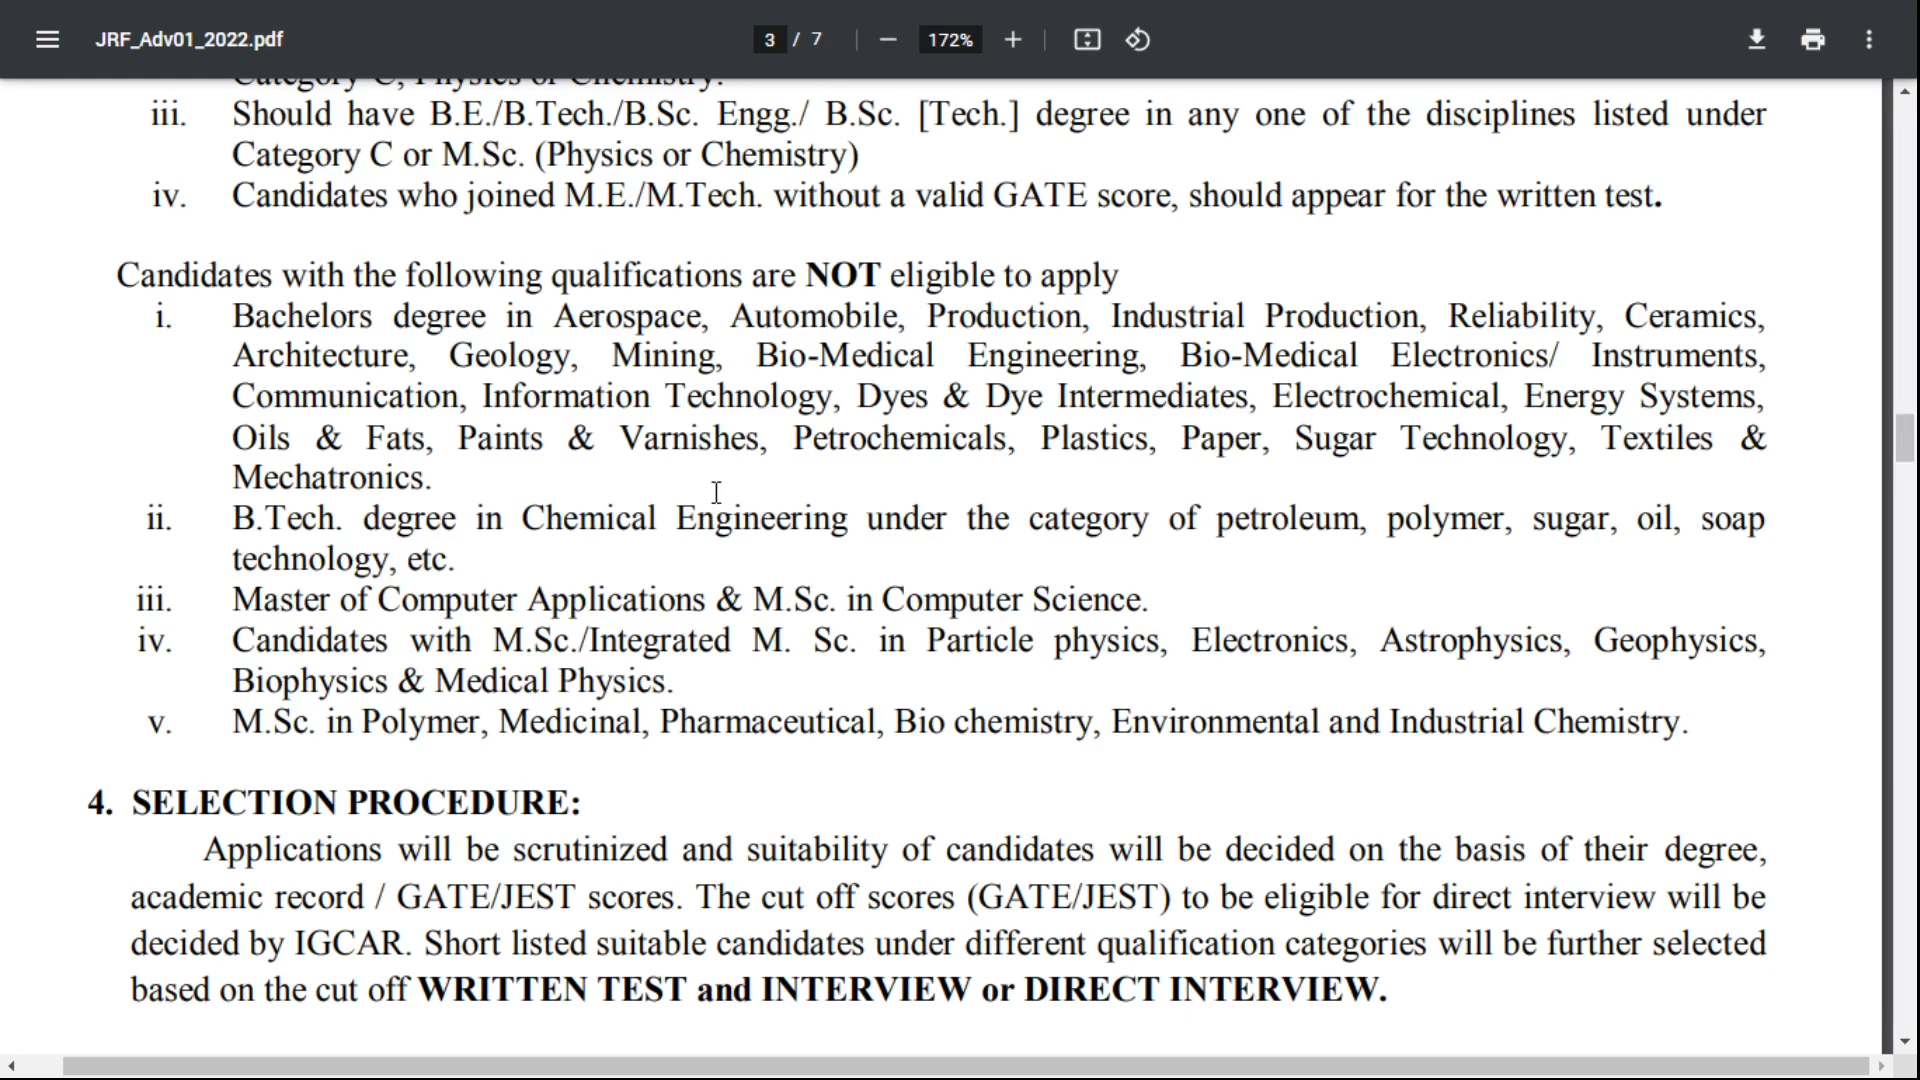 JRF_Adv01_2022.pdf
3 / 7
172%
Category C, Physics or Chemistry.
iii. Should have B.E./B.Tech./B.Sc. Engg./ B.Sc. [Tech.] degree in any one of the disciplines listed under
Category C or M.Sc. (Physics or Chemistry)
iv. Candidates who joined M.E./M.Tech. without a valid GATE score, should appear for the written test.
Candidates with the following qualifications are NOT eligible to apply
i. Bachelors degree in Aerospace, Automobile, Production, Industrial Production, Reliability, Ceramics,
Architecture, Geology, Mining, Bio-Medical Engineering, Bio-Medical Electronics/ Instruments,
Communication, Information Technology, Dyes & Dye Intermediates, Electrochemical, Energy Systems,
Oils & Fats, Paints & Varnishes, Petrochemicals, Plastics, Paper, Sugar Technology, Textiles &
Mechatronics.
ii. B.Tech. degree in Chemical Engineering under the category of petroleum, polymer, sugar, oil, soap
technology, etc.
iii. Master of Computer Applications & M.Sc. in Computer Science.
iv. Candidates with M.Sc./Integrated M. Sc. in Particle physics, Electronics, Astrophysics, Geophysics,
Biophysics & Medical Physics.
v. M.Sc. in Polymer, Medicinal, Pharmaceutical, Bio chemistry, Environmental and Industrial Chemistry.
4. SELECTION PROCEDURE:
Applications will be scrutinized and suitability of candidates will be decided on the basis of their degree,
academic record / GATE/JEST scores. The cut off scores (GATE/JEST) to be eligible for direct interview will be
decided by IGCAR. Short listed suitable candidates under different qualification categories will be further selected
based on the cut off WRITTEN TEST and INTERVIEW or DIRECT INTERVIEW.